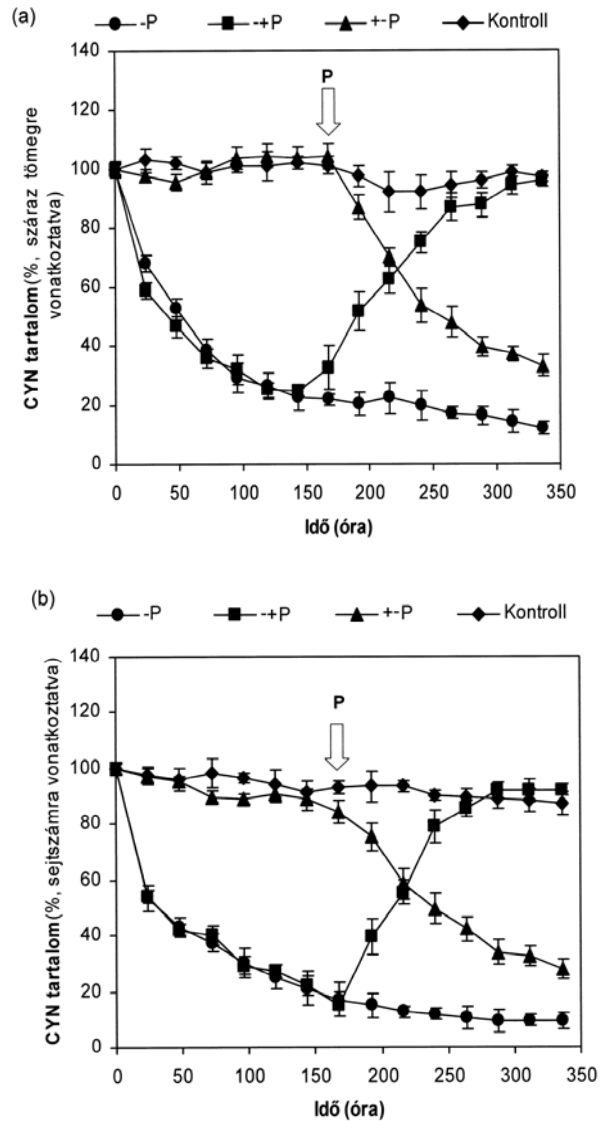 (a)
-P -+P +-P Kontroll
CYN tartalom (%, száraz tömegre
vonatkoztatva)
140
120
100
80
60
40
20
0
P
0 50 100 150 200 250 300 350
Idő (óra)
(b)
-P -+P +-P Kontroll
CYN tartalom (%, sejtszámra vonatkoztatva)
140
120
100
80
60
40
20
0
P
0 50 100 150 200 250 300 350
Idő (óra)